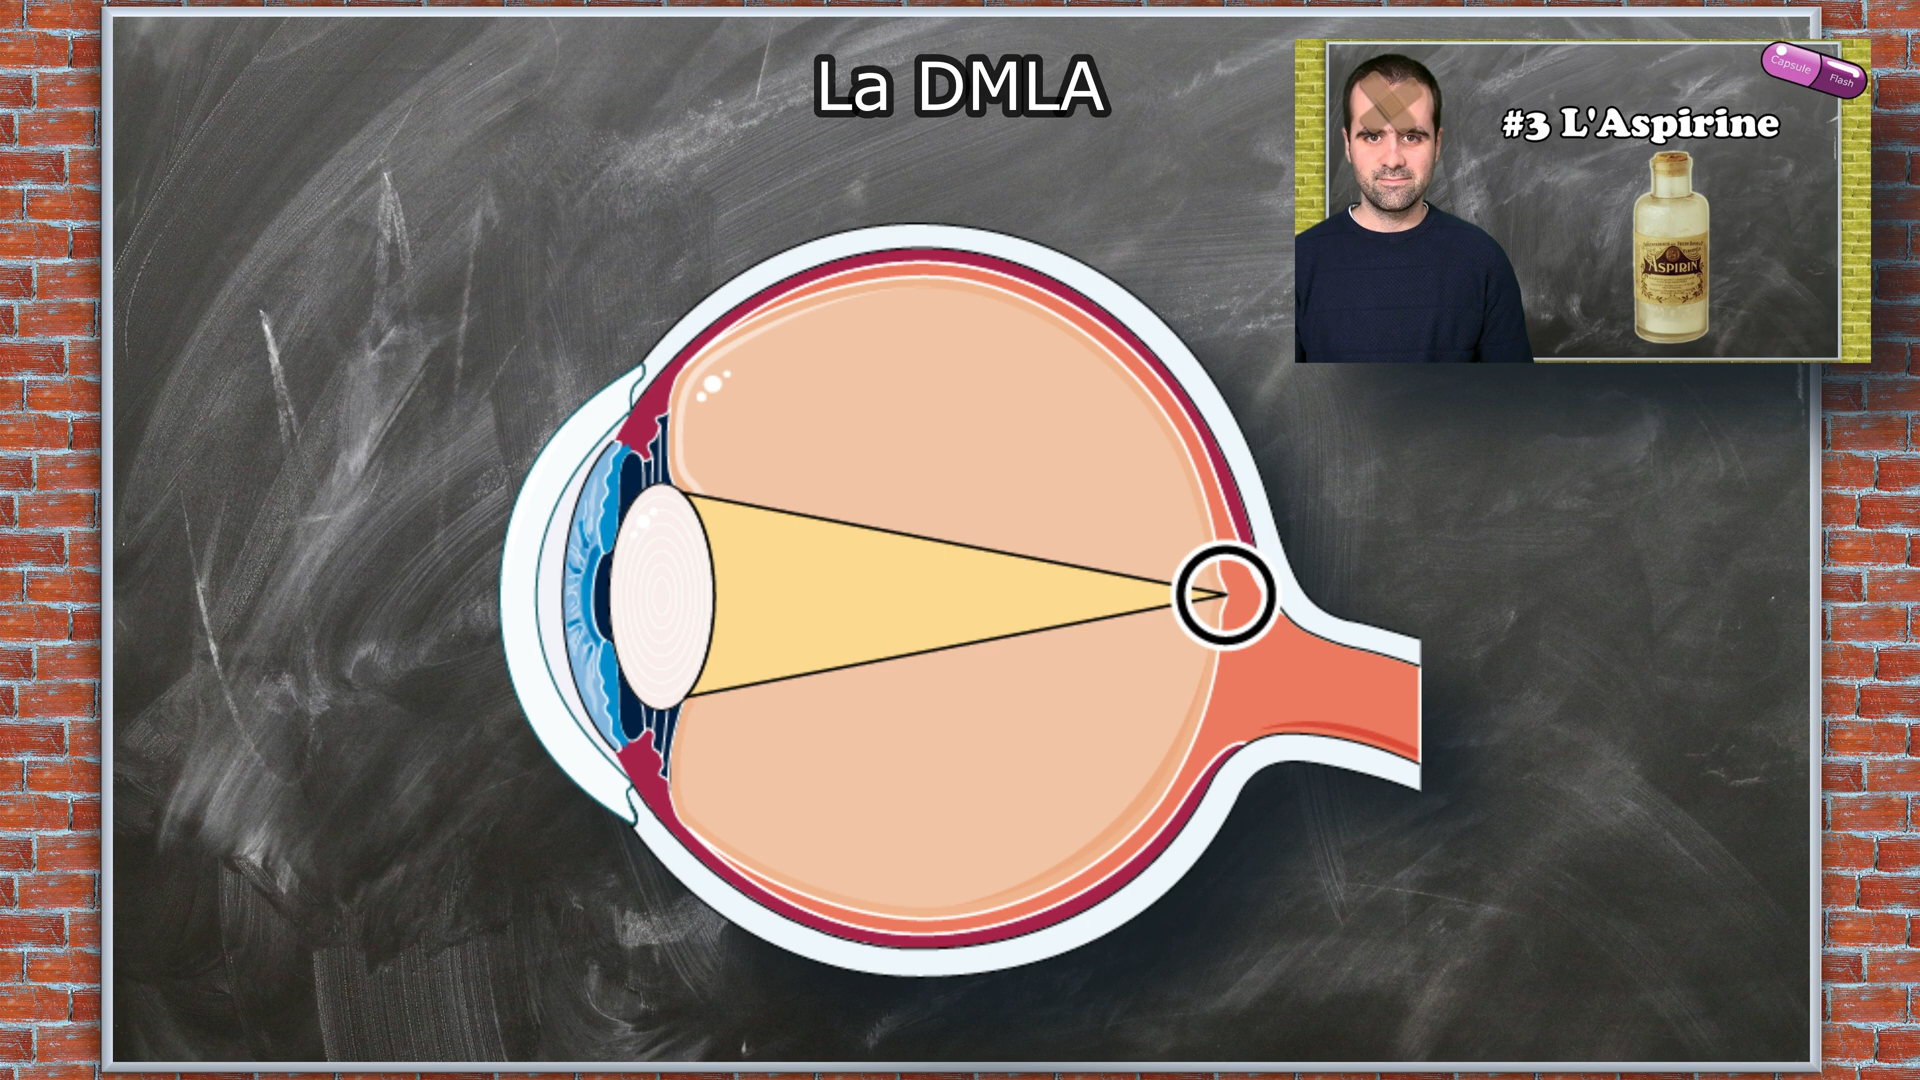 La DMLA
Capsule
Flash
#3 L'Aspirine
ASPIRIN